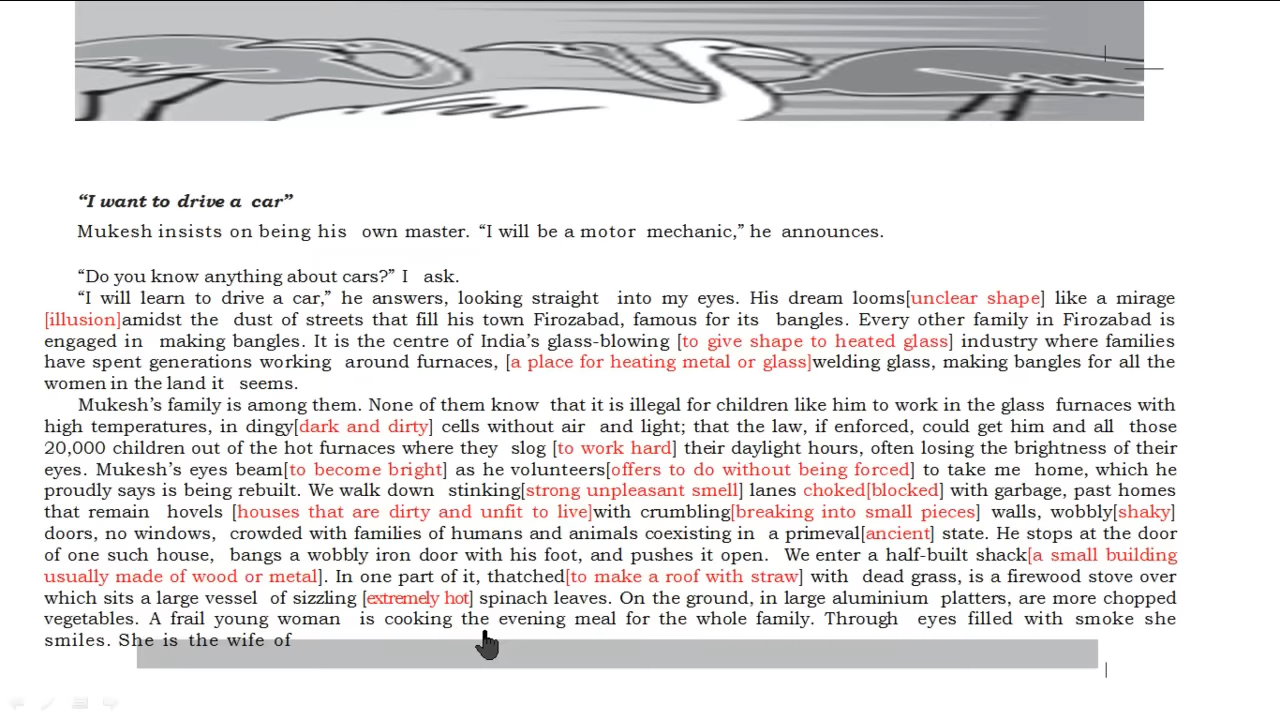 “I want to drive a car”
Mukesh insists on being his own master. “I will be a motor mechanic,” he announces.
“Do you know anything about cars?” I ask.
“I will learn to drive a car,” he answers, looking straight into my eyes. His dream looms[unclear shape] like a mirage
[illusion]amidst the dust of streets that fill his town Firozabad, famous for its bangles. Every other family in Firozabad is
engaged in making bangles. It is the centre of India’s glass-blowing [to give shape to heated glass] industry where families
have spent generations working around furnaces, [a place for heating metal or glass]welding glass, making bangles for all the
women in the land it seems.
Mukesh’s family is among them. None of them know that it is illegal for children like him to work in the glass furnaces with
high temperatures, in dingy[dark and dirty] cells without air and light; that the law, if enforced, could get him and all those
20,000 children out of the hot furnaces where they slog [to work hard] their daylight hours, often losing the brightness of their
eyes. Mukesh’s eyes beam[to become bright] as he volunteers[offers to do without being forced] to take me home, which he
proudly says is being rebuilt. We walk down stinking[strong unpleasant smell] lanes choked[blocked] with garbage, past homes
that remain hovels [houses that are dirty and unfit to live]with crumbling[breaking into small pieces] walls, wobbly[shaky]
doors, no windows, crowded with families of humans and animals coexisting in a primeval[ancient] state. He stops at the door
of one such house, bangs a wobbly iron door with his foot, and pushes it open. We enter a half-built shack[a small building
usually made of wood or metal]. In one part of it, thatched[to make a roof with straw] with dead grass, is a firewood stove over
which sits a large vessel of sizzling [extremely hot] spinach leaves. On the ground, in large aluminium platters, are more chopped
vegetables. A frail young woman is cooking the evening meal for the whole family. Through eyes filled with smoke she
smiles. She is the wife of